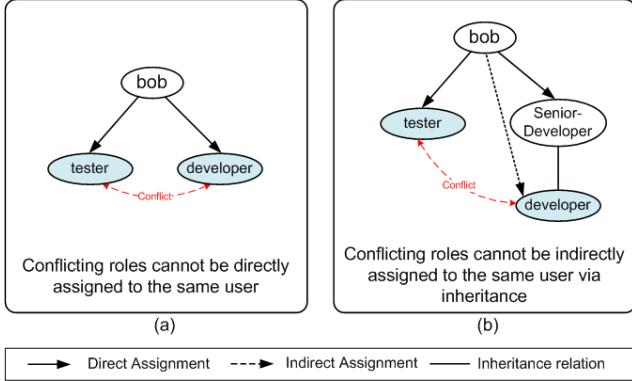 bob
tester
developer
Conflict
Conflicting roles cannot be directly
assigned to the same user
(a)
bob
tester
Senior-
Developer
Conflict
developer
Conflicting roles cannot be indirectly
assigned to the same user via
inheritance
(b)
Direct Assignment
Indirect Assignment
Inheritance relation